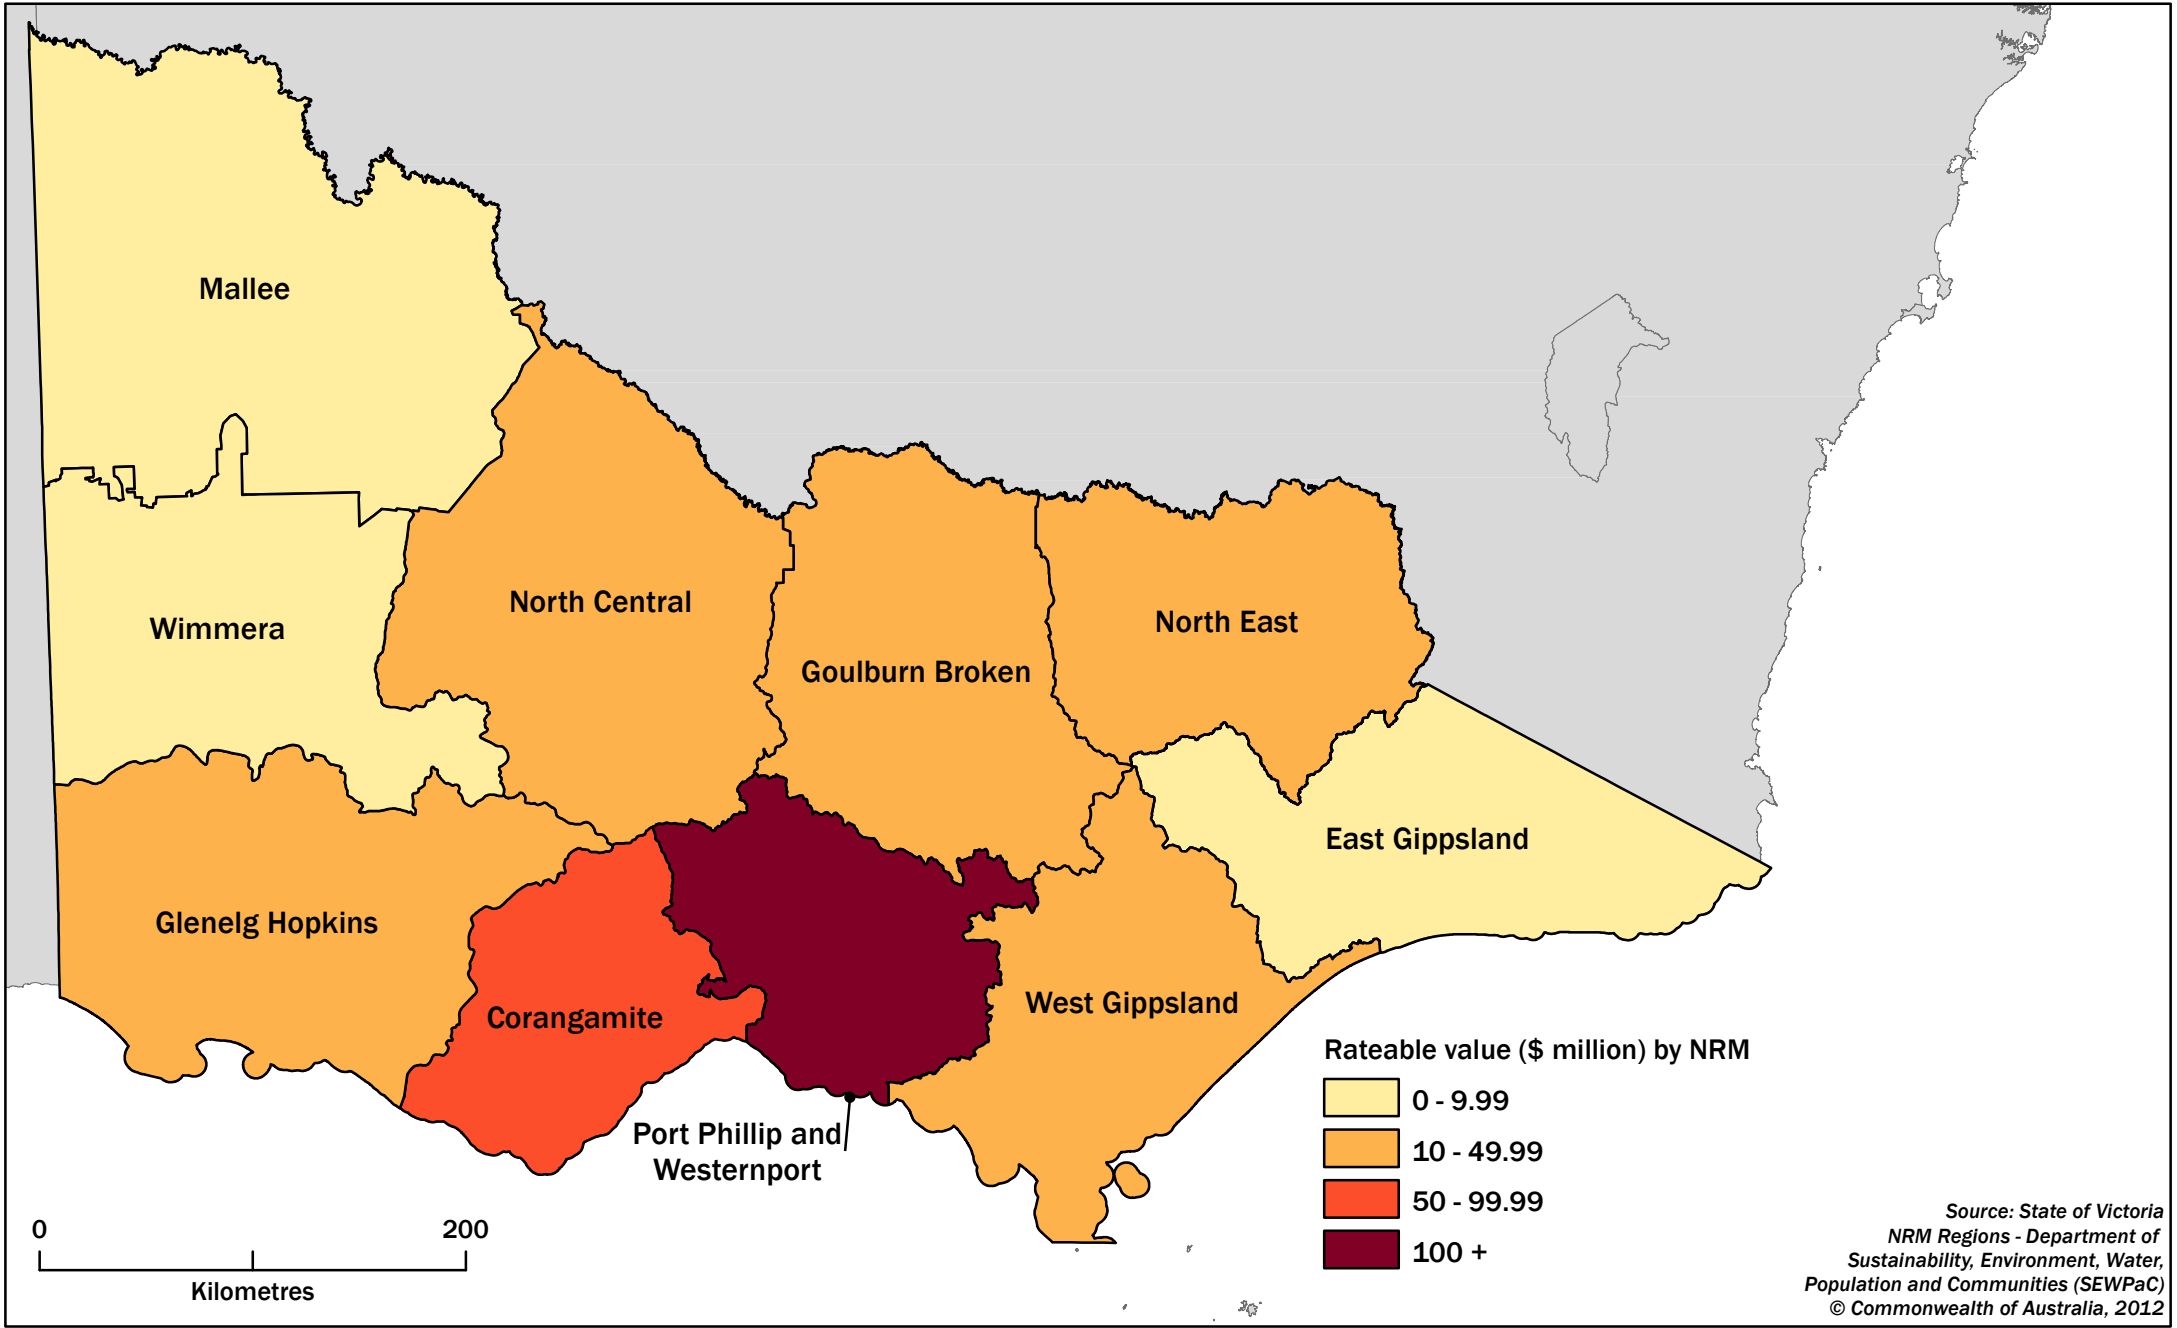 Mallee
Wimmera
North Central
Goulburn Broken
North East
East Gippsland
Glenelg Hopkins
Corangamite
West Gippsland
Port Phillip and
Westernport
Rateable value ($ million) by NRM
0 - 9.99
10 - 49.99
50 - 99.99
100 +
0 200
Kilometres
Source: State of Victoria
NRM Regions - Department of
Sustainability, Environment, Water,
Population and Communities (SEWPaC)
© Commonwealth of Australia, 2012